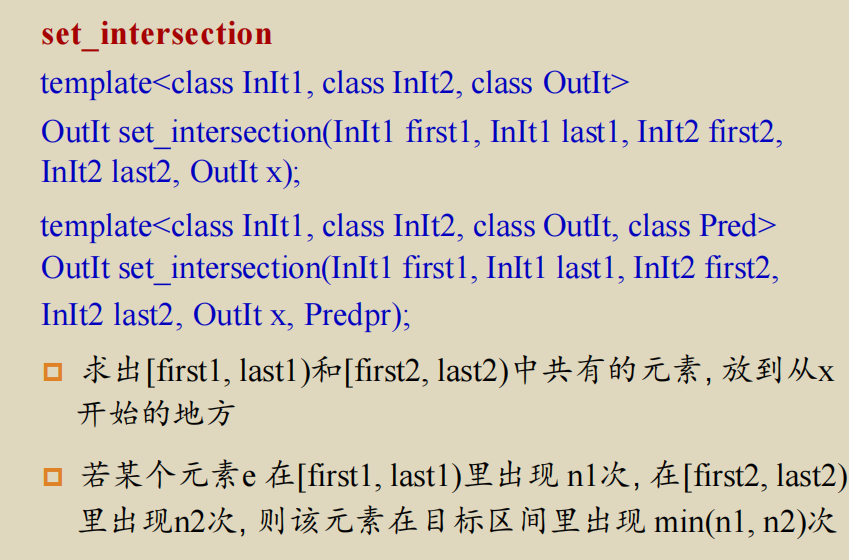 set_intersection
template<class InIt1, class InIt2, class OutIt>
OutIt set_intersection(InIt1 first1, InIt1 last1, InIt2 first2,
InIt2 last2, OutIt x);
template<class InIt1, class InIt2, class OutIt, class Pred>
OutIt set_intersection(InIt1 first1, InIt1 last1, InIt2 first2,
InIt2 last2, OutIt x, Predpr);
求出[first1, last1)和[first2, last2)中共有的元素, 放到从x
开始的地方
若某个元素e 在[first1, last1)里出现 n1次, 在[first2, last2)
里出现n2次, 则该元素在目标区间里出现 min(n1, n2)次